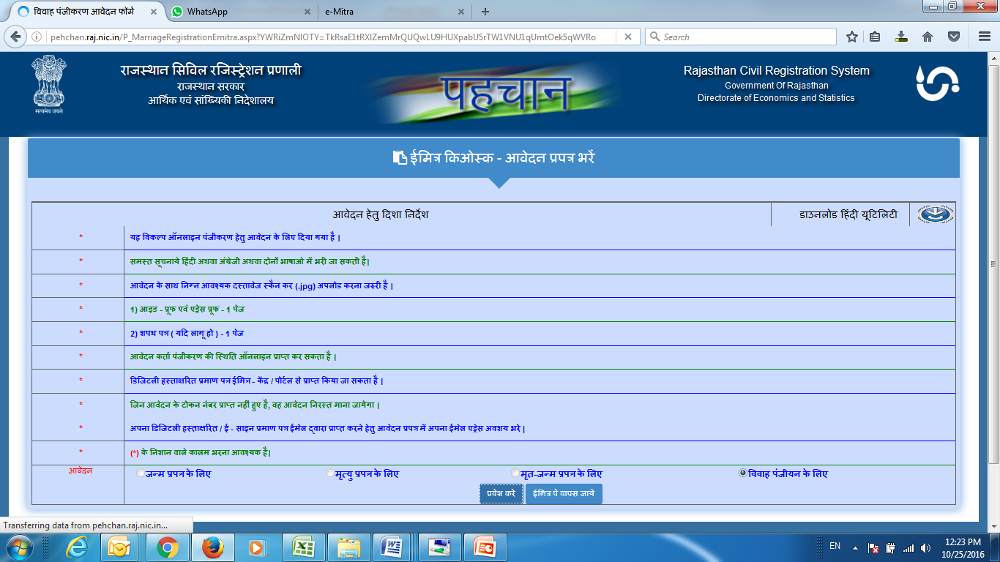 विवाह पंजीकरण आवेदन फॉर्म
WhatsApp
e-Mitra
pehchan.raj.nic.in/P_MarriageRegistrationEmitra.aspx?YWRiZmNlOTY=TkRsaE1tRXlZemMrQUQwLU9HUXpabU5rTW1VNU1qUmtOek5qWVRo
Search
राजस्थान सिविल रजिस्ट्रेशन प्रणाली
राजस्थान सरकार
आर्थिक एवं सांख्यिकी निदेशालय
सत्यमेव जयते
पहचान
Rajasthan Civil Registration System
Government Of Rajasthan
Directorate of Economics and Statistics
ईमित्र किओस्क - आवेदन प्रपत्र भरें
आवेदन हेतु दिशा निर्देश डाउनलोड हिंदी यूटिलिटी
* यह विकल्प ऑनलाइन पंजीकरण हेतु आवेदन के लिए दिया गया है |
* समस्त सूचनाये हिंदी अथवा अंग्रेजी अथवा दोनों भाषाओ में भरी जा सकती है|
* आवेदन के साथ निम्न आवश्यक दस्तावेज स्कैन कर (.jpg) अपलोड करना जरुरी है |
* 1) आइड - प्रूफ एवं एड्रेस प्रूफ - 1 पेज
* 2) शपथ पत्र ( यदि लागू हो ) - 1 पेज
* आवेदन कर्ता पंजीकरण की स्थिति ऑनलाइन प्राप्त कर सकता है |
* डिजिटली हस्ताक्षरित प्रमाण पत्र ईमित्र - केंद्र / पोर्टल से प्राप्त किया जा सकता है |
* जिन आवेदन के टोकन नंबर प्राप्त नहीं हुए है, वह आवेदन निरस्त माना जायेगा |
* अपना डिजिटली हस्ताक्षरित / ई - साइन प्रमाण पत्र ईमेल द्वारा प्राप्त करने हेतु आवेदन प्रपत्र में अपना ईमेल एड्रेस अवशय भरे |
* (*) के निशान वाले कालम भरना आवश्यक है|
आवेदन जन्म प्रपत्र के लिए मृत्यु प्रपत्र के लिए मृत-जन्म प्रपत्र के लिए विवाह पंजीयन के लिए
प्रवेश करे ईमित्र पे वापस जाये
Transferring data from pehchan.raj.nic.in...
EN
12:23 PM
10/25/2016